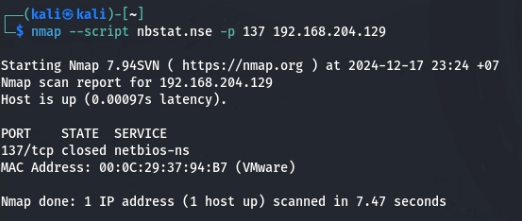 ┌──(kali㉿kali)-[~]
└─$ nmap --script nbstat.nse -p 137 192.168.204.129
Starting Nmap 7.94SVN ( https://nmap.org ) at 2024-12-17 23:24 +07
Nmap scan report for 192.168.204.129
Host is up (0.00097s latency).
PORT    STATE  SERVICE
137/tcp closed netbios-ns
MAC Address: 00:0C:29:37:94:B7 (VMware)
Nmap done: 1 IP address (1 host up) scanned in 7.47 seconds